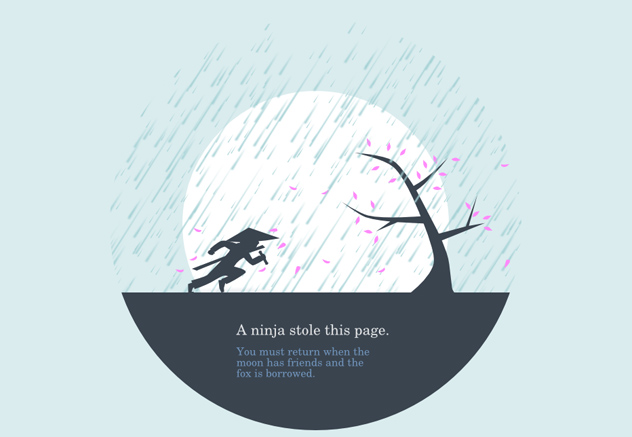 A ninja stole this page.
You must return when the
moon has friends and the
fox is borrowed.